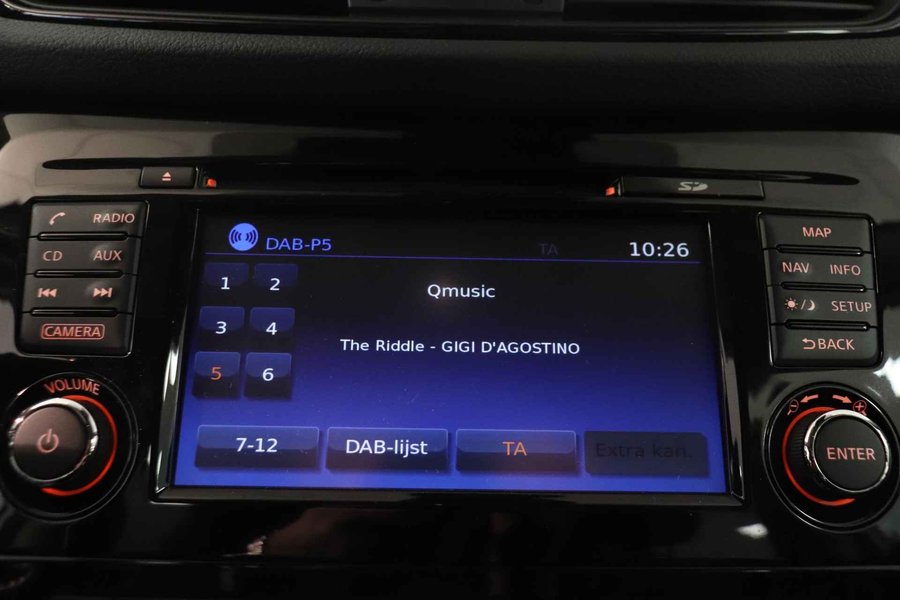 RADIO
CD AUX
CAMERA
VOLUME
SD
DAB-P5 TA 10:26
1 2
3 4
5 6
Qmusic
The Riddle - GIGI D'AGOSTINO
7-12 DAB-lijst TA Extra kan.
MAP
NAV INFO
SETUP
BACK
ENTER